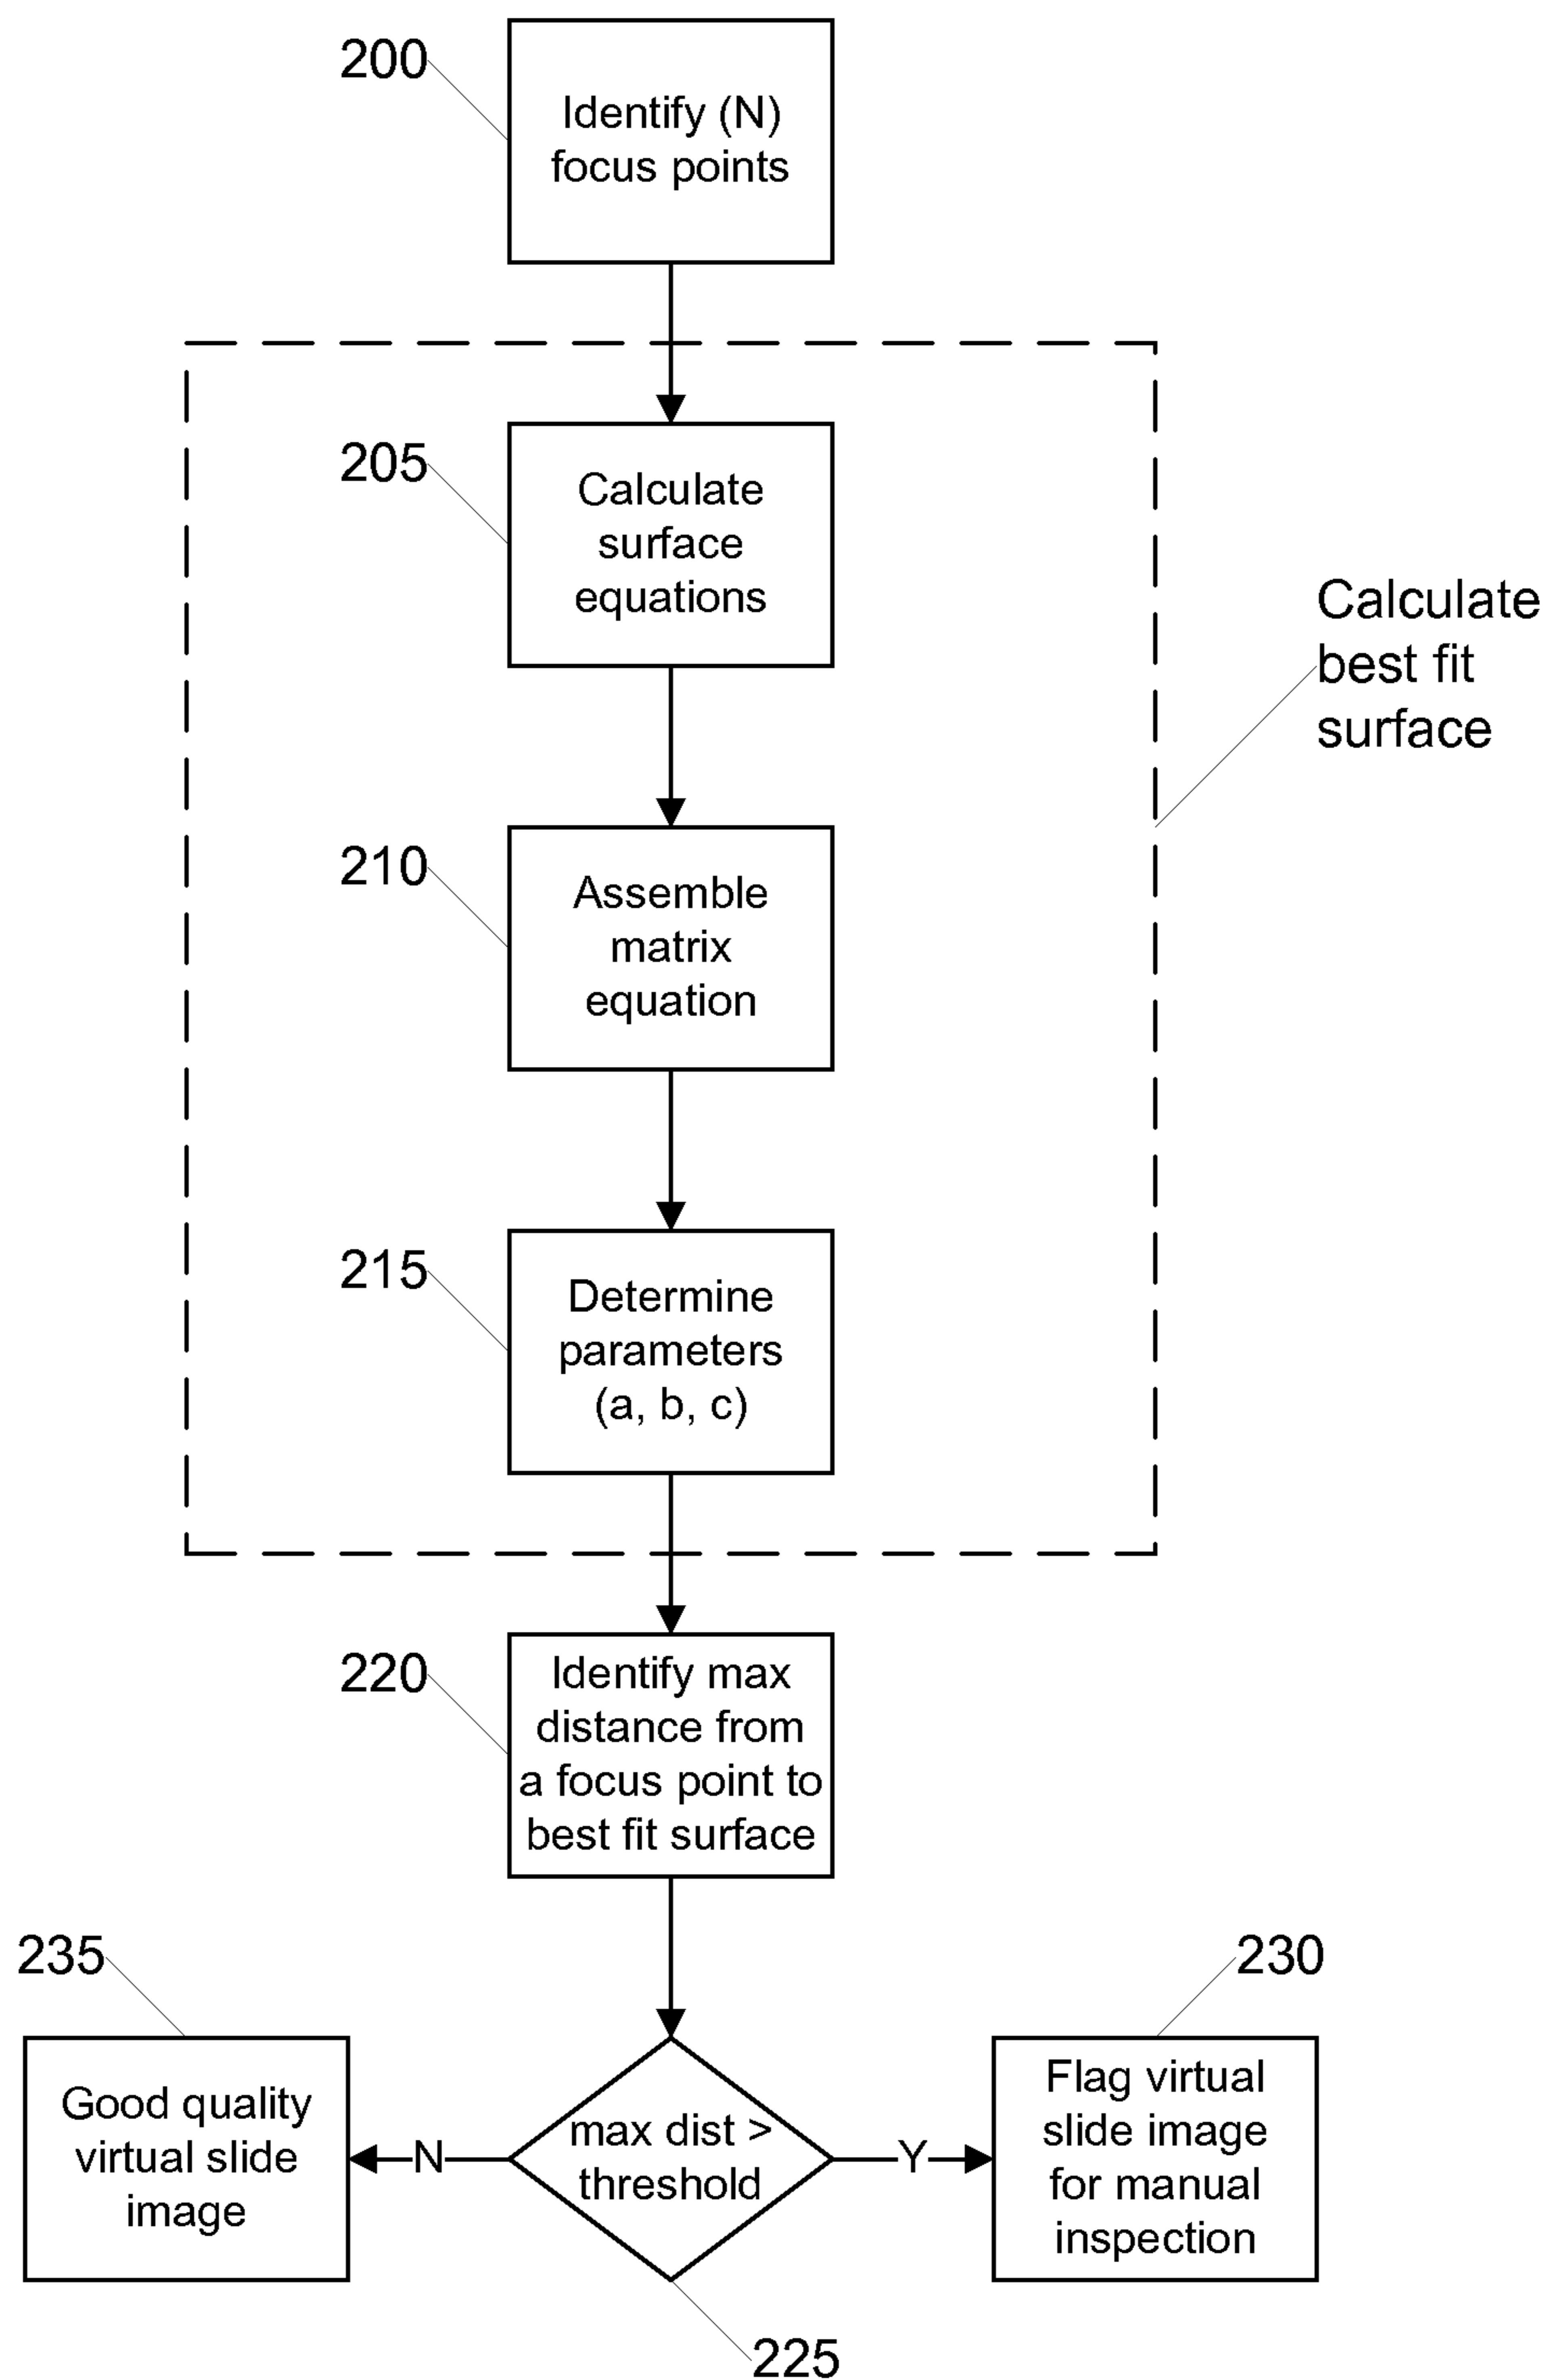 200
Identify (N)
focus points
205
Calculate
surface
equations
Calculate
best fit
surface
210
Assemble
matrix
equation
215
Determine
parameters
(a, b, c)
220
Identify max
distance from
a focus point to
best fit surface
235
230
Good quality
virtual slide
image
N
max dist >
threshold
Y
Flag virtual
slide image
for manual
inspection
225